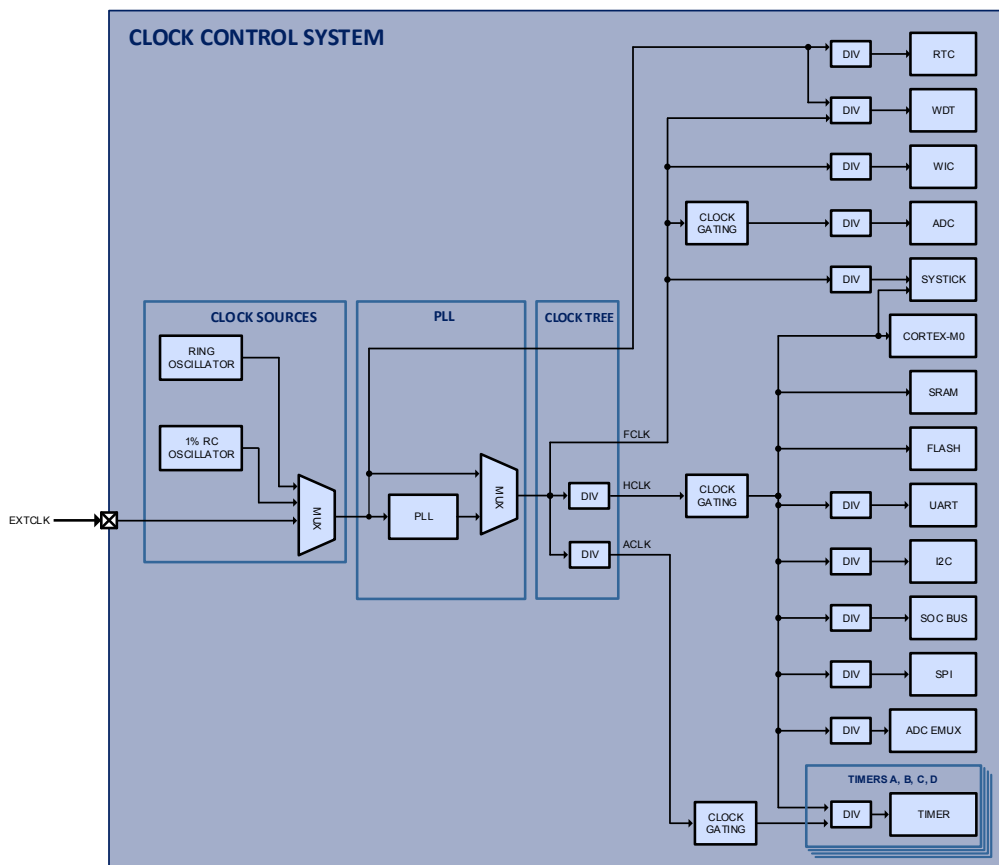 CLOCK CONTROL SYSTEM
DIV
RTC
DIV
WDT
DIV
WIC
CLOCK
GATING
DIV
ADC
DIV
SYSTICK
CLOCK SOURCES
PLL
CLOCK TREE
RING
OSCILLATOR
CORTEX-M0
SRAM
1% RC
OSCILLATOR
FCLK
FLASH
MUX
MUX
DIV
HCLK
CLOCK
GATING
DIV
UART
EXTCLK
PLL
DIV
ACLK
DIV
I2C
DIV
SOC BUS
DIV
SPI
DIV
ADC EMUX
TIMERS A, B, C, D
CLOCK
GATING
DIV
TIMER